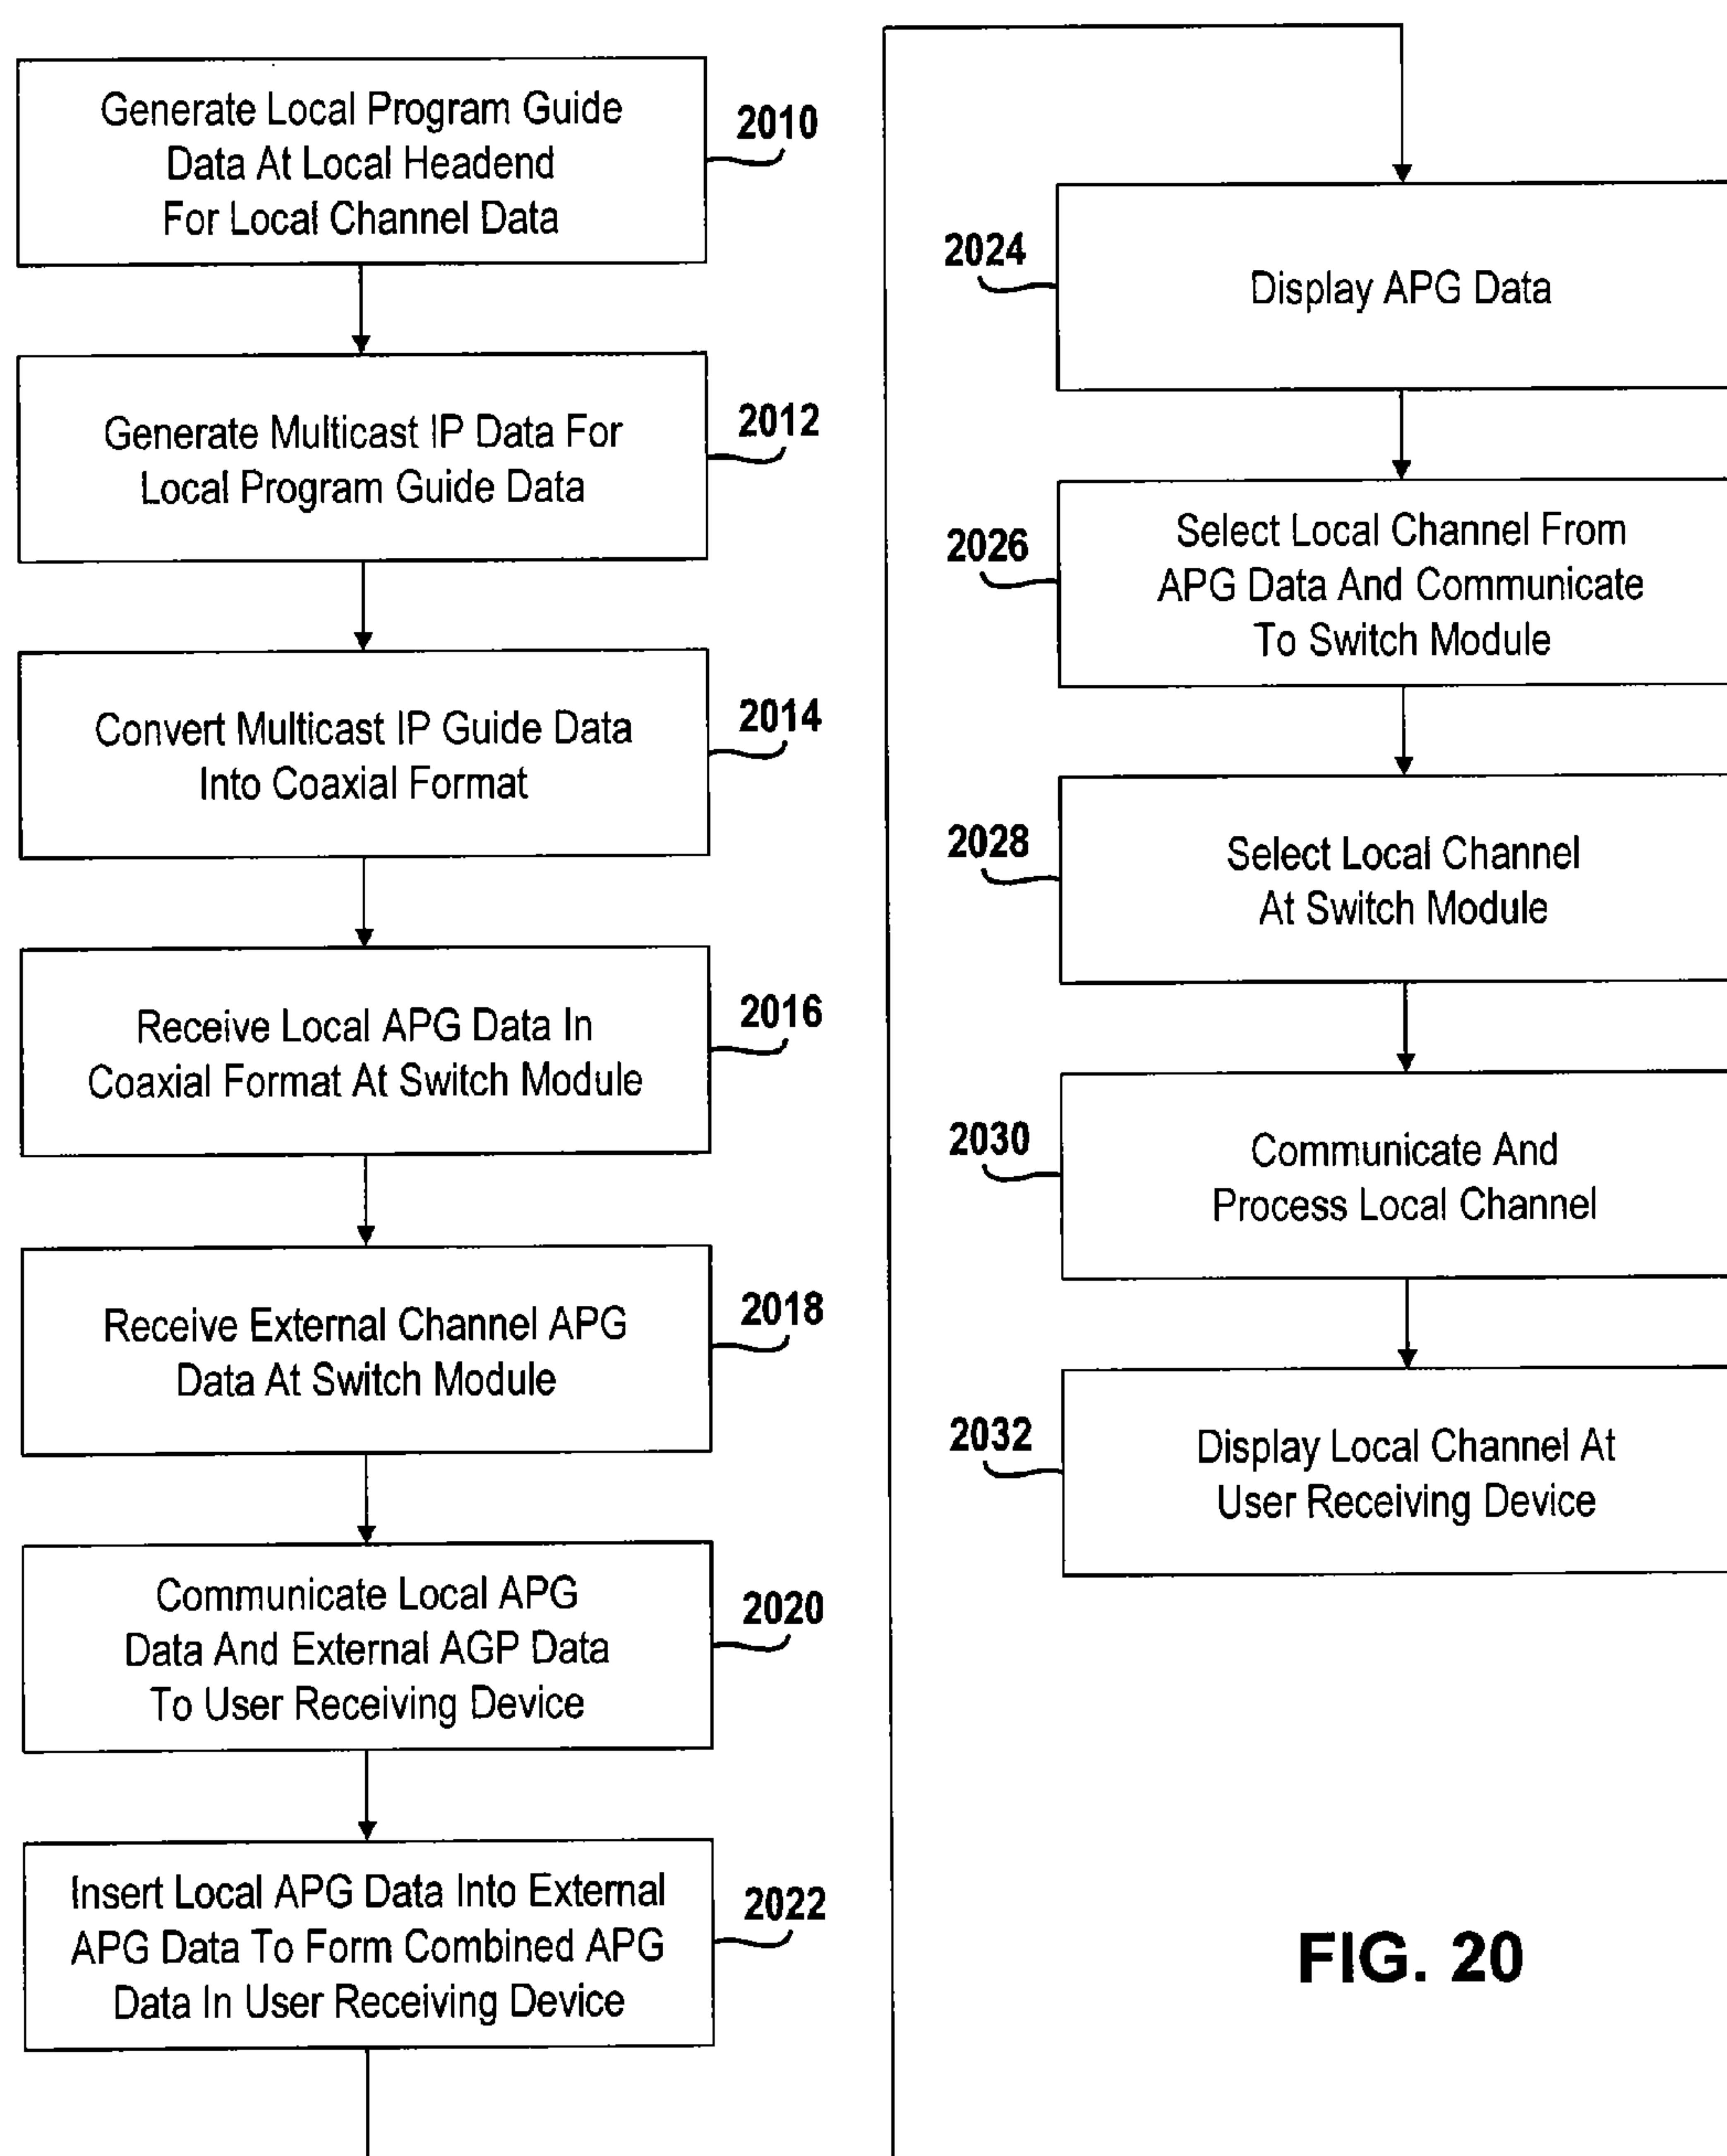 Generate Local Program Guide
Data At Local Headend
For Local Channel Data
2010
Generate Multicast IP Data For
Local Program Guide Data
2012
Convert Multicast IP Guide Data
Into Coaxial Format
2014
Receive Local APG Data In
Coaxial Format At Switch Module
2016
Receive External Channel APG
Data At Switch Module
2018
Communicate Local APG
Data And External AGP Data
To User Receiving Device
2020
Insert Local APG Data Into External
APG Data To Form Combined APG
Data In User Receiving Device
2022
2024
Display APG Data
2026
Select Local Channel From
APG Data And Communicate
To Switch Module
2028
Select Local Channel
At Switch Module
2030
Communicate And
Process Local Channel
2032
Display Local Channel At
User Receiving Device
FIG. 20